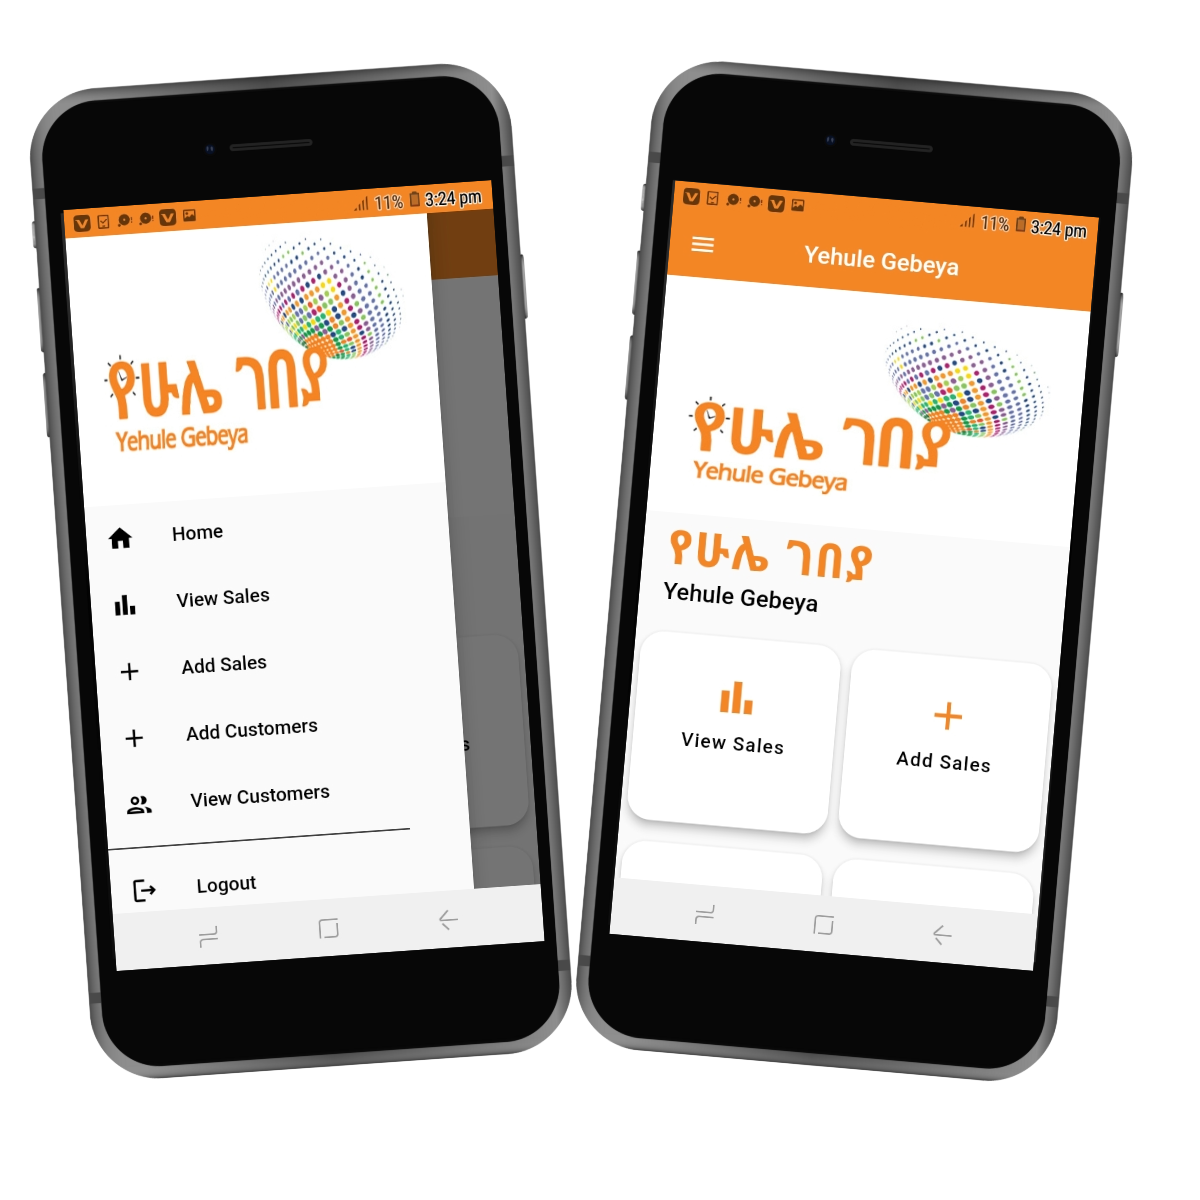 11% 3:24 pm
የሁሌ ገበያ
Yehule Gebeya
Home
View Sales
Add Sales
Add Customers
View Customers
Logout
s
11% 3:24 pm
Yehule Gebeya
የሁሌ ገበያ
Yehule Gebeya
የሁሌ ገበያ
Yehule Gebeya
View Sales
Add Sales